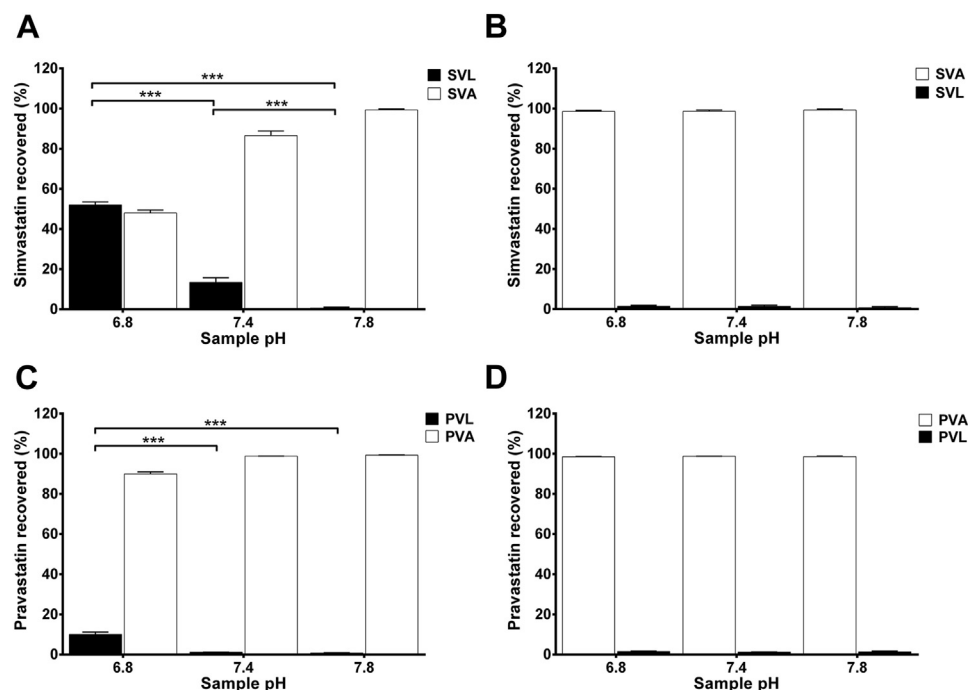 A
B
120
100
80
60
40
20
0
Simvastatin recovered (%)
***
***
***
SVL
SVA
6.8
7.4
7.8
Sample pH
120
100
80
60
40
20
0
Simvastatin recovered (%)
SVA
SVL
6.8
7.4
7.8
Sample pH
C
D
120
100
80
60
40
20
0
Pravastatin recovered (%)
***
***
PVL
PVA
6.8
7.4
7.8
Sample pH
120
100
80
60
40
20
0
Pravastatin recovered (%)
PVA
PVL
6.8
7.4
7.8
Sample pH